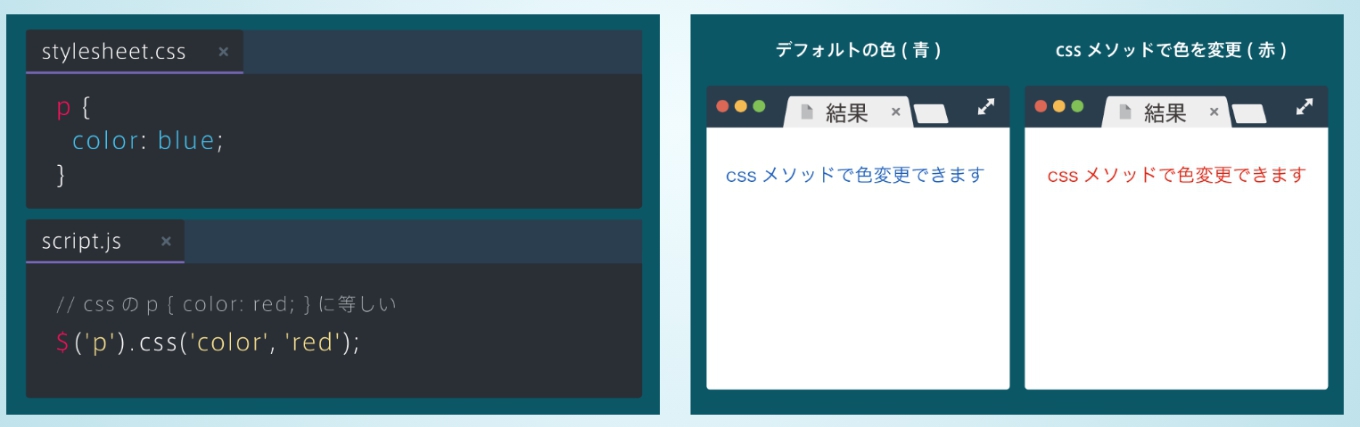 stylesheet.css ×
p {
color: blue;
}
script.js ×
// css の p { color: red; } に等しい
$('p').css('color', 'red');
デフォルトの色 ( 青 )
css メソッドで色を変更 ( 赤 )
結果 ×
css メソッドで色変更できます
結果 ×
css メソッドで色変更できます